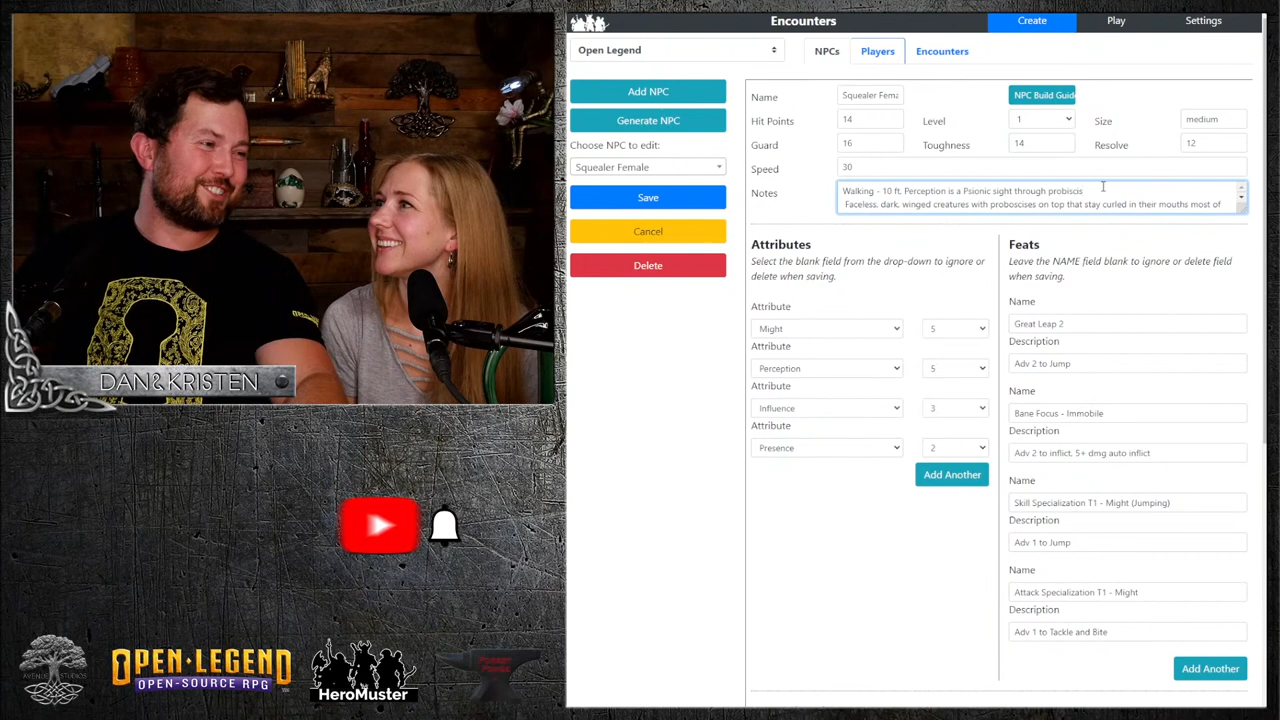 Encounters
Create
Play
Settings
Open Legend
NPCs
Players
Encounters
Add NPC
Generate NPC
Choose NPC to edit:
Squealer Female
Save
Cancel
Delete
Name
Squealer Fema
NPC Build Guide
Hit Points
14
Level
1
Size
medium
Guard
16
Toughness
14
Resolve
12
Speed
30
Notes
Walking - 10 ft, Perception is a Psionic sight through probiscis
Faceless, dark, winged creatures with proboscises on top that stay curled in their mouths most of
Attributes
Select the blank field from the drop-down to ignore or
delete when saving.
Attribute
Might
5
Attribute
Perception
5
Attribute
Influence
3
Attribute
Presence
2
Add Another
Feats
Leave the NAME field blank to ignore or delete field
when saving.
Name
Great Leap 2
Description
Adv 2 to Jump
Name
Bane Focus - Immobile
Description
Adv 2 to inflict, 5+ dmg auto inflict
Name
Skill Specialization T1 - Might (Jumping)
Description
Adv 1 to Jump
Name
Attack Specialization T1 - Might
Description
Adv 1 to Tackle and Bite
Add Another
DAN & KRISTEN
OPEN LEGEND
OPEN-SOURCE RPG
HeroMuster